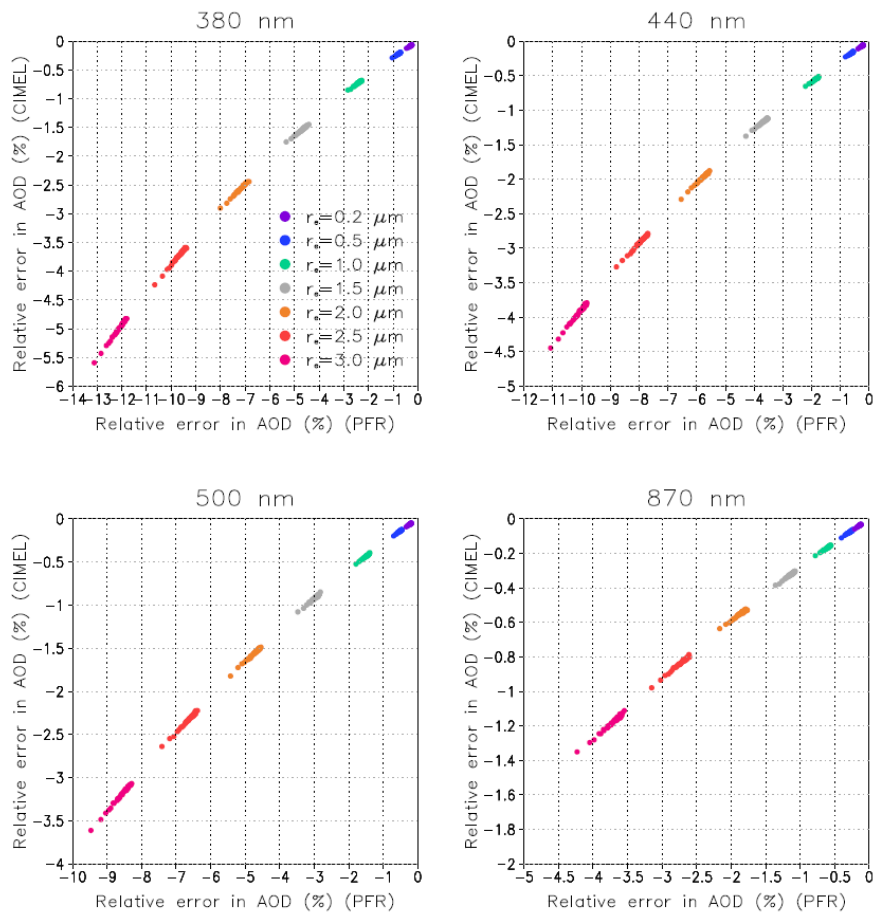 380 nm
0
−0.5
−1
−1.5
−2
−2.5
−3
−3.5
−4
−4.5
−5
−5.5
−6
Relative error in AOD (%) (CIMEL)
rₑ=0.2 μm
rₑ=0.5 μm
rₑ=1.0 μm
rₑ=1.5 μm
rₑ=2.0 μm
rₑ=2.5 μm
rₑ=3.0 μm
−14 −13 −12 −11 −10 −9 −8 −7 −6 −5 −4 −3 −2 −1 0
Relative error in AOD (%) (PFR)
440 nm
0
−0.5
−1
−1.5
−2
−2.5
−3
−3.5
−4
−4.5
−5
Relative error in AOD (%) (CIMEL)
−12 −11 −10 −9 −8 −7 −6 −5 −4 −3 −2 −1 0
Relative error in AOD (%) (PFR)
500 nm
0
−0.5
−1
−1.5
−2
−2.5
−3
−3.5
−4
Relative error in AOD (%) (CIMEL)
−10 −9 −8 −7 −6 −5 −4 −3 −2 −1 0
Relative error in AOD (%) (PFR)
870 nm
0
−0.2
−0.4
−0.6
−0.8
−1
−1.2
−1.4
−1.6
−1.8
−2
Relative error in AOD (%) (CIMEL)
−5 −4.5 −4 −3.5 −3 −2.5 −2 −1.5 −1 −0.5 0
Relative error in AOD (%) (PFR)